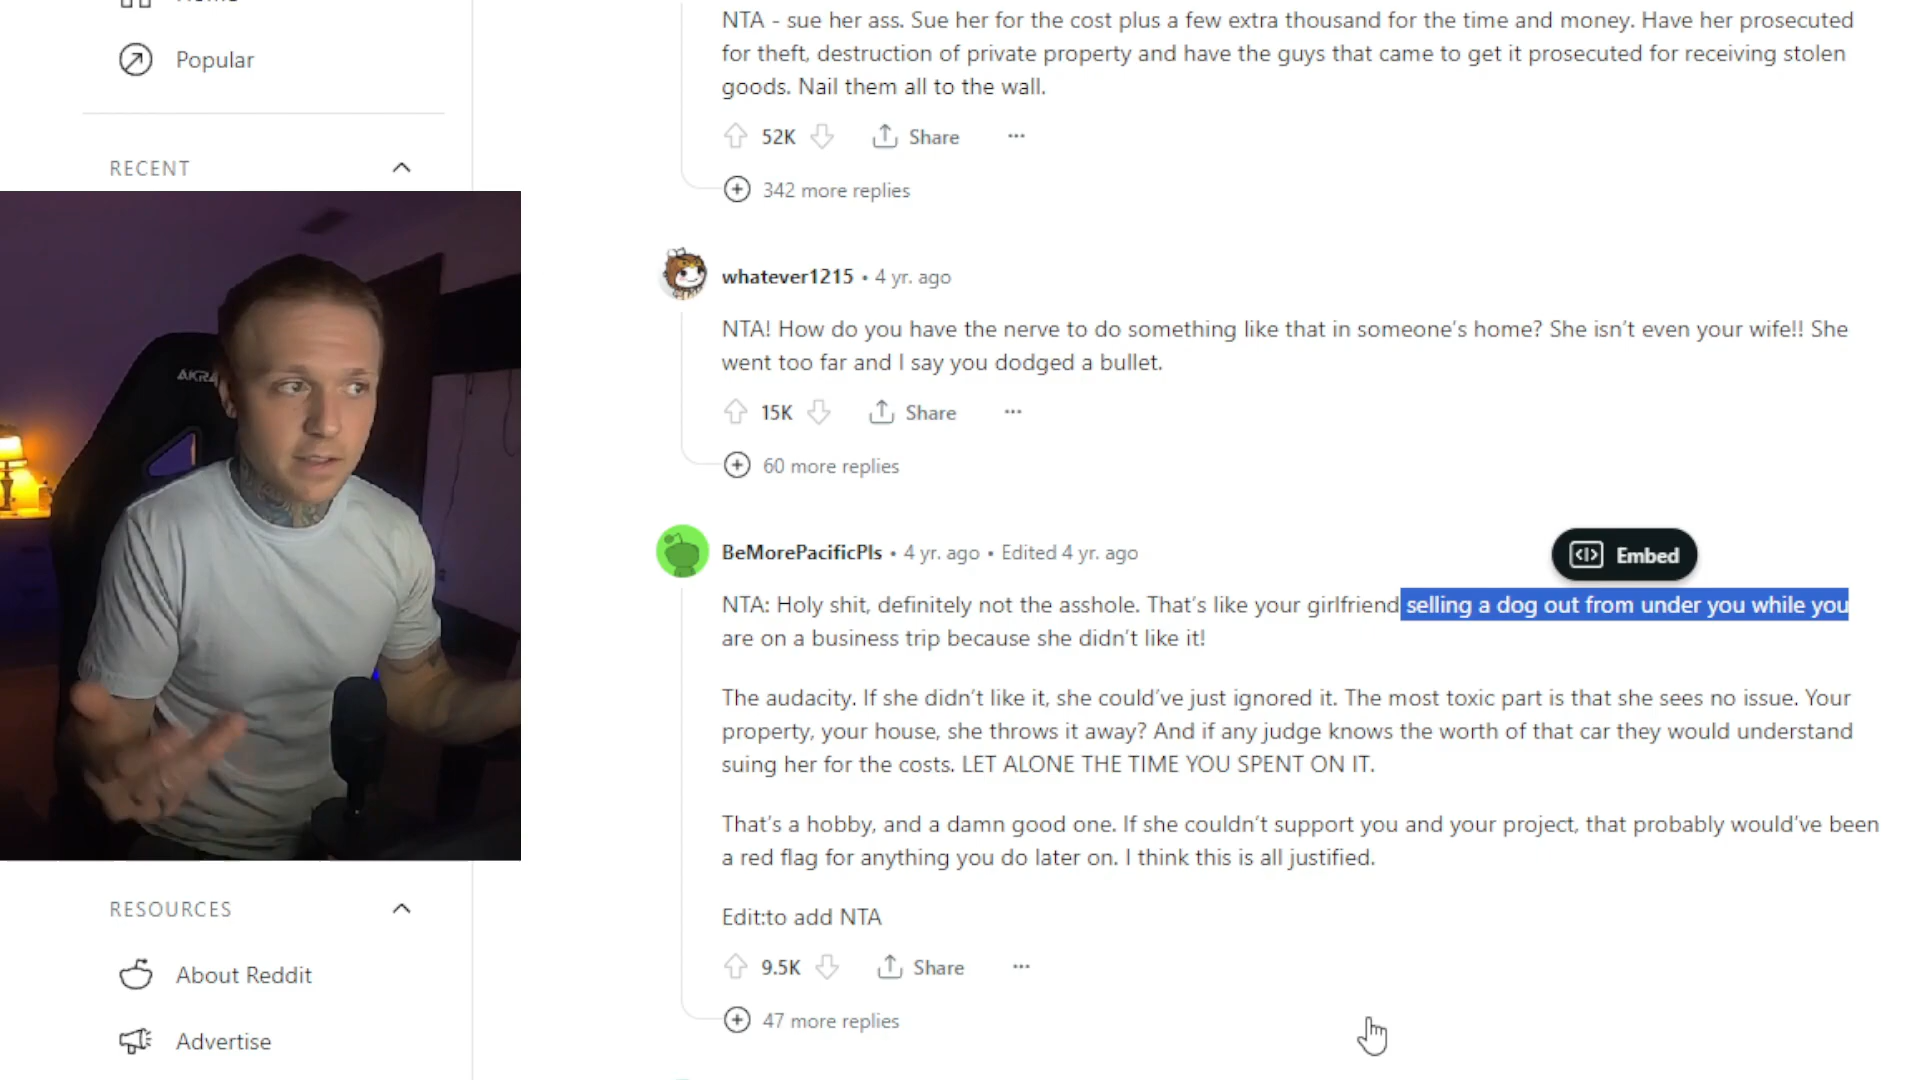 NTA - sue her ass. Sue her for the cost plus a few extra thousand for the time and money. Have her prosecuted
for theft, destruction of private property and have the guys that came to get it prosecuted for receiving stolen
goods. Nail them all to the wall.
Popular
52K
Share
RECENT
342 more replies
whatever1215 • 4 yr. ago
NTA! How do you have the nerve to do something like that in someone's home? She isn't even your wife!! She
went too far and I say you dodged a bullet.
15K
Share
60 more replies
BeMorePacificPls • 4 yr. ago • Edited 4 yr. ago
Embed
NTA: Holy shit, definitely not the asshole. That's like your girlfriend selling a dog out from under you while you
are on a business trip because she didn't like it!
The audacity. If she didn't like it, she could've just ignored it. The most toxic part is that she sees no issue. Your
property, your house, she throws it away? And if any judge knows the worth of that car they would understand
suing her for the costs. LET ALONE THE TIME YOU SPENT ON IT.
That's a hobby, and a damn good one. If she couldn't support you and your project, that probably would've been
a red flag for anything you do later on. I think this is all justified.
Edit:to add NTA
9.5K
Share
47 more replies
RESOURCES
About Reddit
Advertise